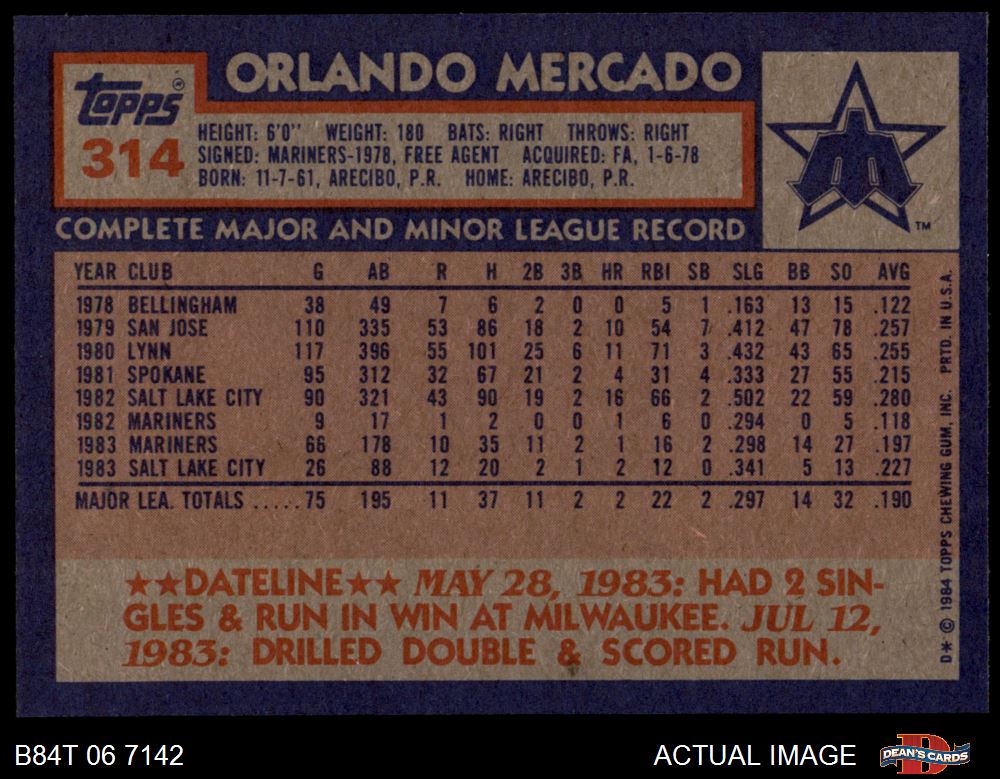 ORLANDO MERCADO
Topps®
314
HEIGHT: 6'0" WEIGHT: 180 BATS: RIGHT THROWS: RIGHT
SIGNED: MARINERS-1978, FREE AGENT ACQUIRED: FA, 1-6-78
BORN: 11-7-61, ARECIBO, P.R. HOME: ARECIBO, P.R.
M
TM
COMPLETE MAJOR AND MINOR LEAGUE RECORD
YEAR CLUB G AB R H 2B 3B HR RBI SB SLG BB SO AVG
1978 BELLINGHAM 38 49 7 6 2 0 0 5 1 .163 13 15 .122
1979 SAN JOSE 110 335 53 86 18 2 10 54 7 .412 47 78 .257
1980 LYNN 117 396 55 101 25 6 11 71 3 .432 43 65 .255
1981 SPOKANE 95 312 32 67 21 2 4 31 4 .333 27 55 .215
1982 SALT LAKE CITY 90 321 43 90 19 2 16 66 2 .502 22 59 .280
1982 MARINERS 9 17 1 2 0 0 1 6 0 .294 0 5 .118
1983 MARINERS 66 178 10 35 11 2 1 16 2 .298 14 27 .197
1983 SALT LAKE CITY 26 88 12 20 2 1 2 12 0 .341 5 13 .227
MAJOR LEA. TOTALS .....75 195 11 37 11 2 2 22 2 .297 14 32 .190
★★DATELINE★★ MAY 28, 1983: HAD 2 SIN-
GLES & RUN IN WIN AT MILWAUKEE. JUL 12,
1983: DRILLED DOUBLE & SCORED RUN.
D* © 1984 TOPPS CHEWING GUM, INC. PRTD. IN U.S.A.
B84T 06 7142
ACTUAL IMAGE
DEAN'S CARDS